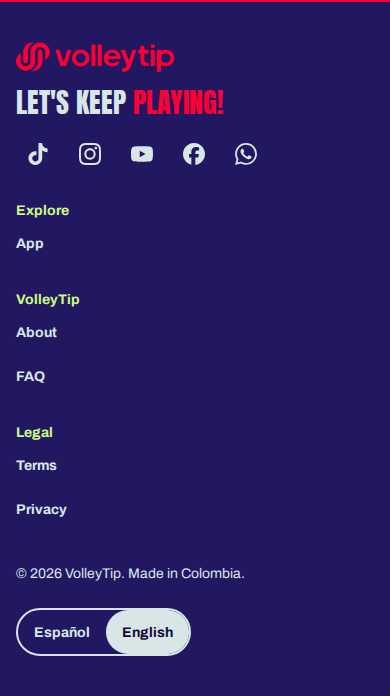 volleytip
LET'S KEEP PLAYING!
Explore
App
VolleyTip
About
FAQ
Legal
Terms
Privacy
© 2026 VolleyTip. Made in Colombia.
Español English